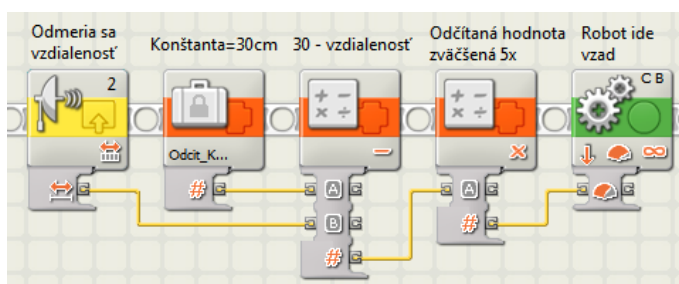 Odmeria sa
vzdialenosť
Konštanta=30cm
30 - vzdialenosť
Odčítaná hodnota
zväčšená 5x
Robot ide
vzad
2
C B
Odcit_K...
#
A
B
#
A
#